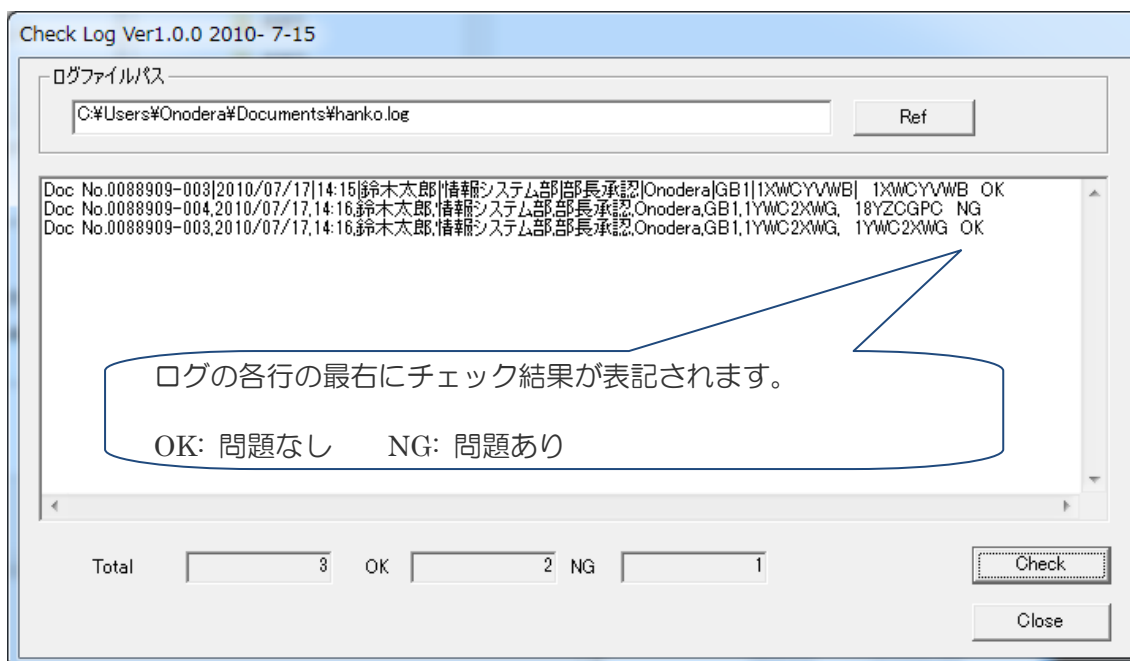 Check Log Ver1.0.0 2010- 7-15
ログファイルパス
C:¥Users¥Onodera¥Documents¥hanko.log
Ref
Doc No.0088909-003|2010/07/17|14:15|鈴木太郎|情報システム部|部長承認|Onodera|GB1|1XWCYVWB|  1XWCYVWB  OK
Doc No.0088909-004,2010/07/17,14:16,鈴木太郎,情報システム部,部長承認,Onodera,GB1,1YWC2XWG,  18YZCGPC  NG
Doc No.0088909-003,2010/07/17,14:16,鈴木太郎,情報システム部,部長承認,Onodera,GB1,1YWC2XWG,  1YWC2XWG  OK
ログの各行の最右にチェック結果が表記されます。
OK: 問題なし　　NG: 問題あり
Total 3 OK 2 NG 1
Check
Close